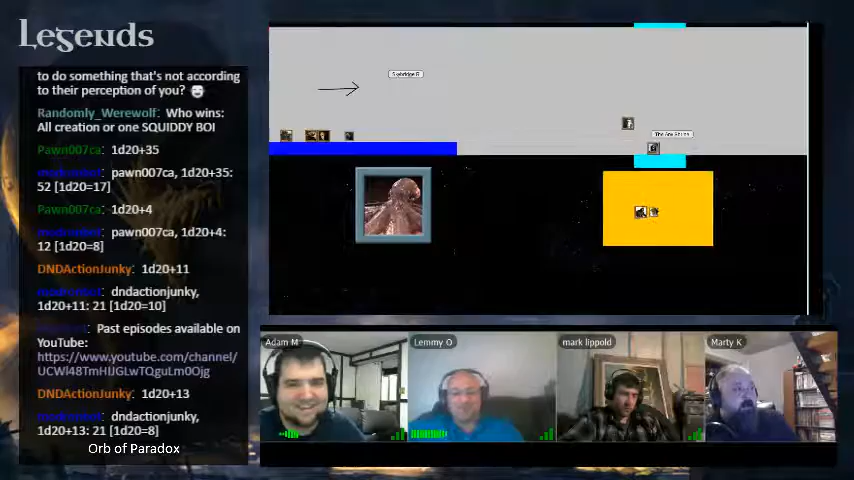 Legends
to do something that's not according
to their perception of you?
Randomly_Werewolf: Who wins:
All creation or one SQUIDDY BOI
Pawn007ca: 1d20+35
pawn007ca, 1d20+35:
52 [1d20=17]
Pawn007ca: 1d20+4
pawn007ca, 1d20+4:
12 [1d20=8]
DNDActionJunky: 1d20+11
dndactionjunky,
1d20+11: 21 [1d20=10]
Past episodes available on
YouTube:
https://www.youtube.com/channel/
DNDActionJunky: 1d20+13
dndactionjunky,
1d20+13: 21 [1d20=8]
Orb of Paradox
Adam M
Lemmy O
mark lippold
Marty K